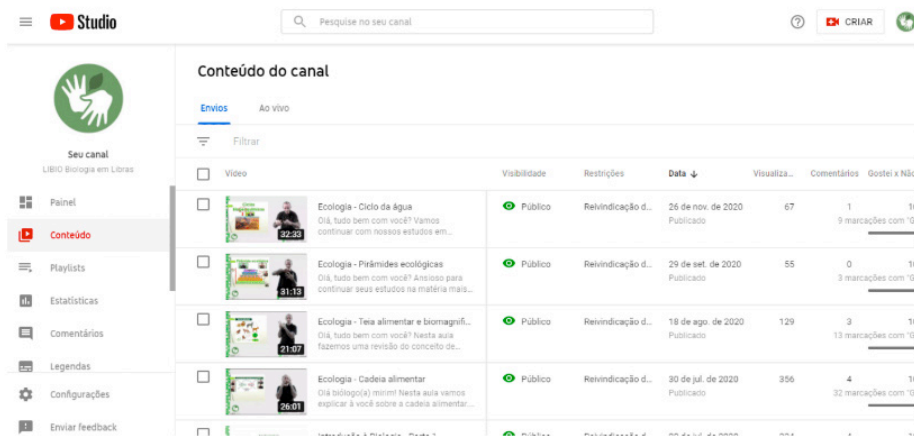 Studio
Pesquise no seu canal
CRIAR
Conteúdo do canal
Envios Ao vivo
Filtrar
Seu canal
LIBIO Biologia em Libras
Painel
Conteúdo
Playlists
Estatísticas
Comentários
Legendas
Configurações
Enviar feedback
Vídeo Visibilidade Restrições Data Visualiza... Comentários Gostei x Não
32:33 Ecologia - Ciclo da água Público Reivindicação d... 26 de nov. de 2020 67 1 10
Olá, tudo bem com você? Vamos Publicado 9 marcações com "G
continuar com nossos estudos em...
31:13 Ecologia - Pirâmides ecológicas Público Reivindicação d... 29 de set. de 2020 55 0 10
Olá, tudo bem com você? Ansioso para Publicado 3 marcações com "G
continuar seus estudos na matéria mais...
21:07 Ecologia - Teia alimentar e biomagnifi... Público Reivindicação d... 18 de ago. de 2020 129 3 10
Olá, tudo bem com você? Nesta aula Publicado 13 marcações com "G
fazemos uma revisão do conceito de...
26:01 Ecologia - Cadeia alimentar Público Reivindicação d... 30 de jul. de 2020 356 4
Olá biólogo(a) mirim! Nesta aula vamos Publicado 32 marcações com "G
explicar à você sobre a cadeia alimentar...